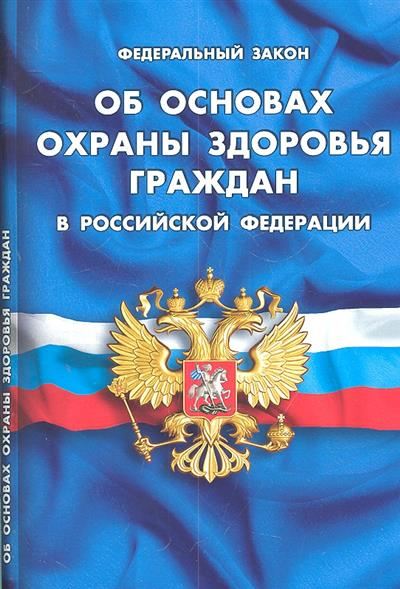 ФЕДЕРАЛЬНЫЙ ЗАКОН
ОБ ОСНОВАХ
ОХРАНЫ ЗДОРОВЬЯ
ГРАЖДАН
В РОССИЙСКОЙ ФЕДЕРАЦИИ
ОБ ОСНОВАХ ОХРАНЫ ЗДОРОВЬЯ ГРАЖДАН